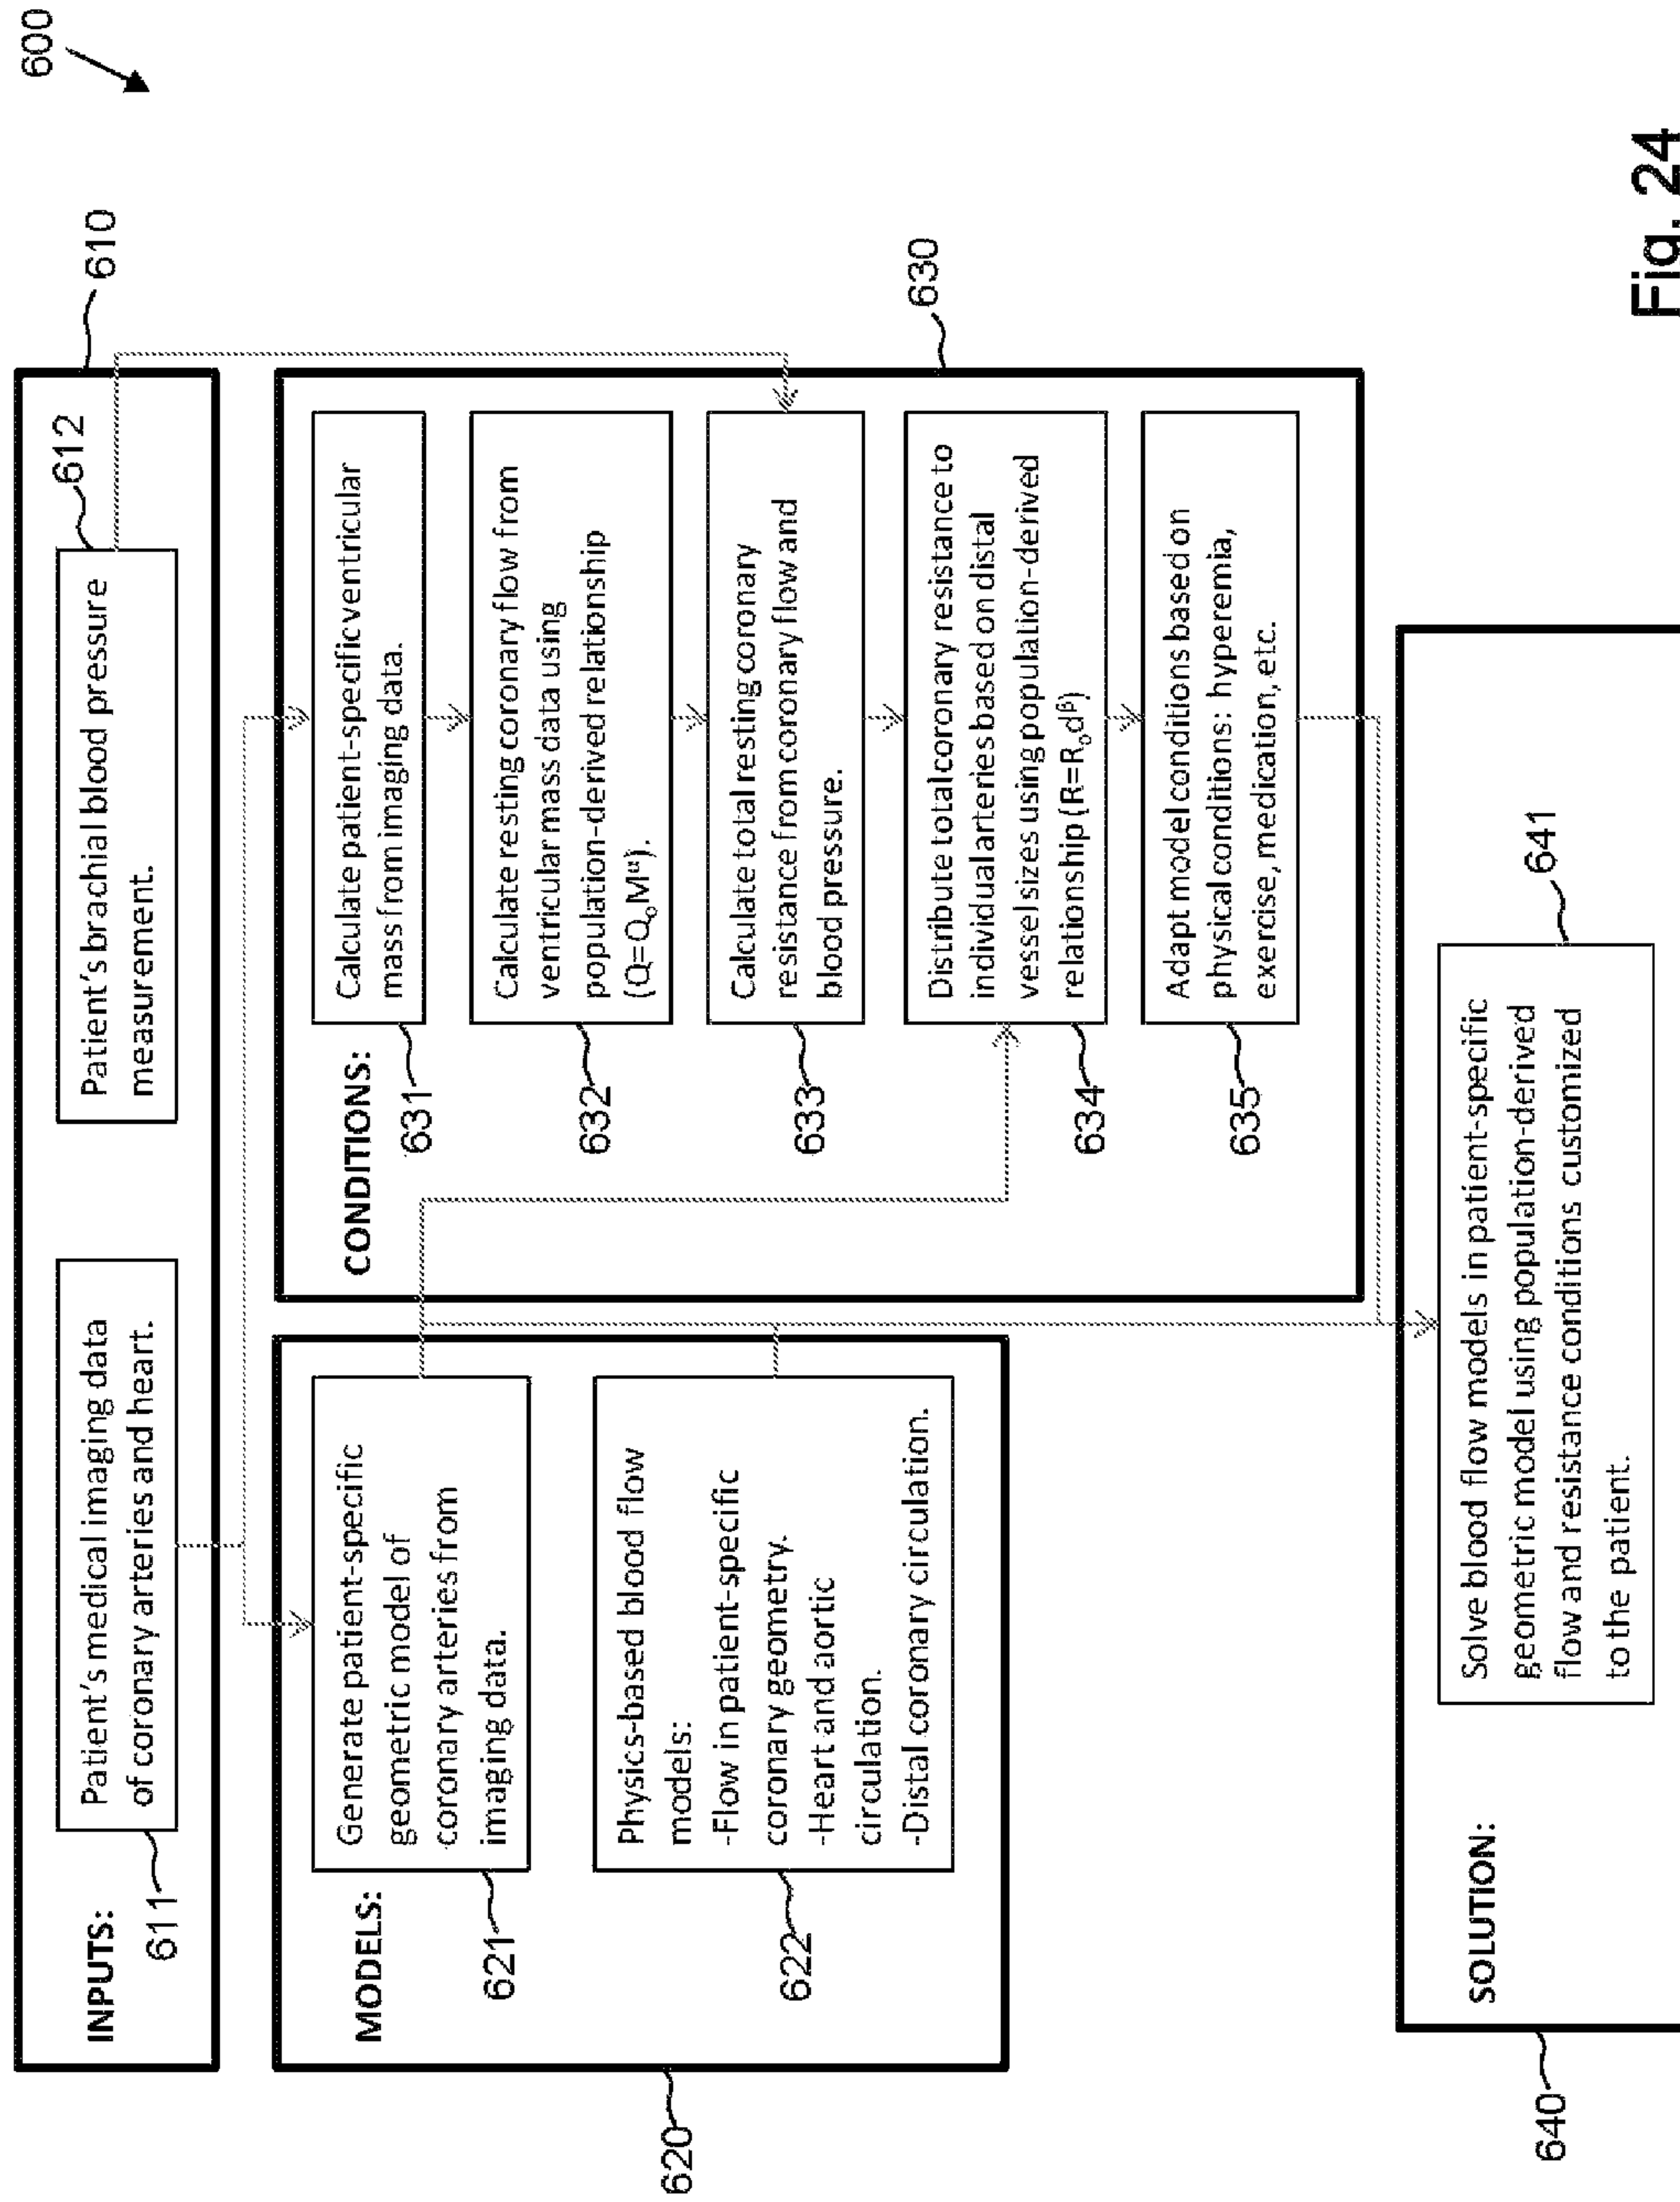 600
610
INPUTS:
611
Patient's medical imaging data
of coronary arteries and heart.
Patient's brachial blood pressure
measurement.
612
MODELS:
620
621
Generate patient-specific
geometric model of
coronary arteries from
imaging data.
622
Physics-based blood flow
models:
-Flow in patient-specific
coronary geometry.
-Heart and aortic
circulation.
-Distal coronary circulation.
CONDITIONS:
630
631
Calculate patient-specific ventricular
mass from imaging data.
632
Calculate resting coronary flow from
ventricular mass data using
population-derived relationship
(Q=QₒMᵅ).
633
Calculate total resting coronary
resistance from coronary flow and
blood pressure.
634
Distribute total coronary resistance to
individual arteries based on distal
vessel sizes using population-derived
relationship (R=Rₒdᵝ)
635
Adapt model conditions based on
physical conditions: hyperemia,
exercise, medication, etc.
640
SOLUTION:
641
Solve blood flow models in patient-specific
geometric model using population-derived
flow and resistance conditions customized
to the patient.
Fig. 24